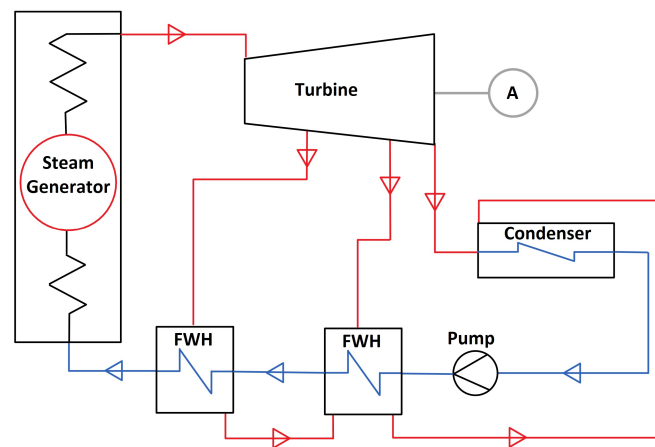 Turbine
A
Steam
Generator
Condenser
FWH
FWH
Pump